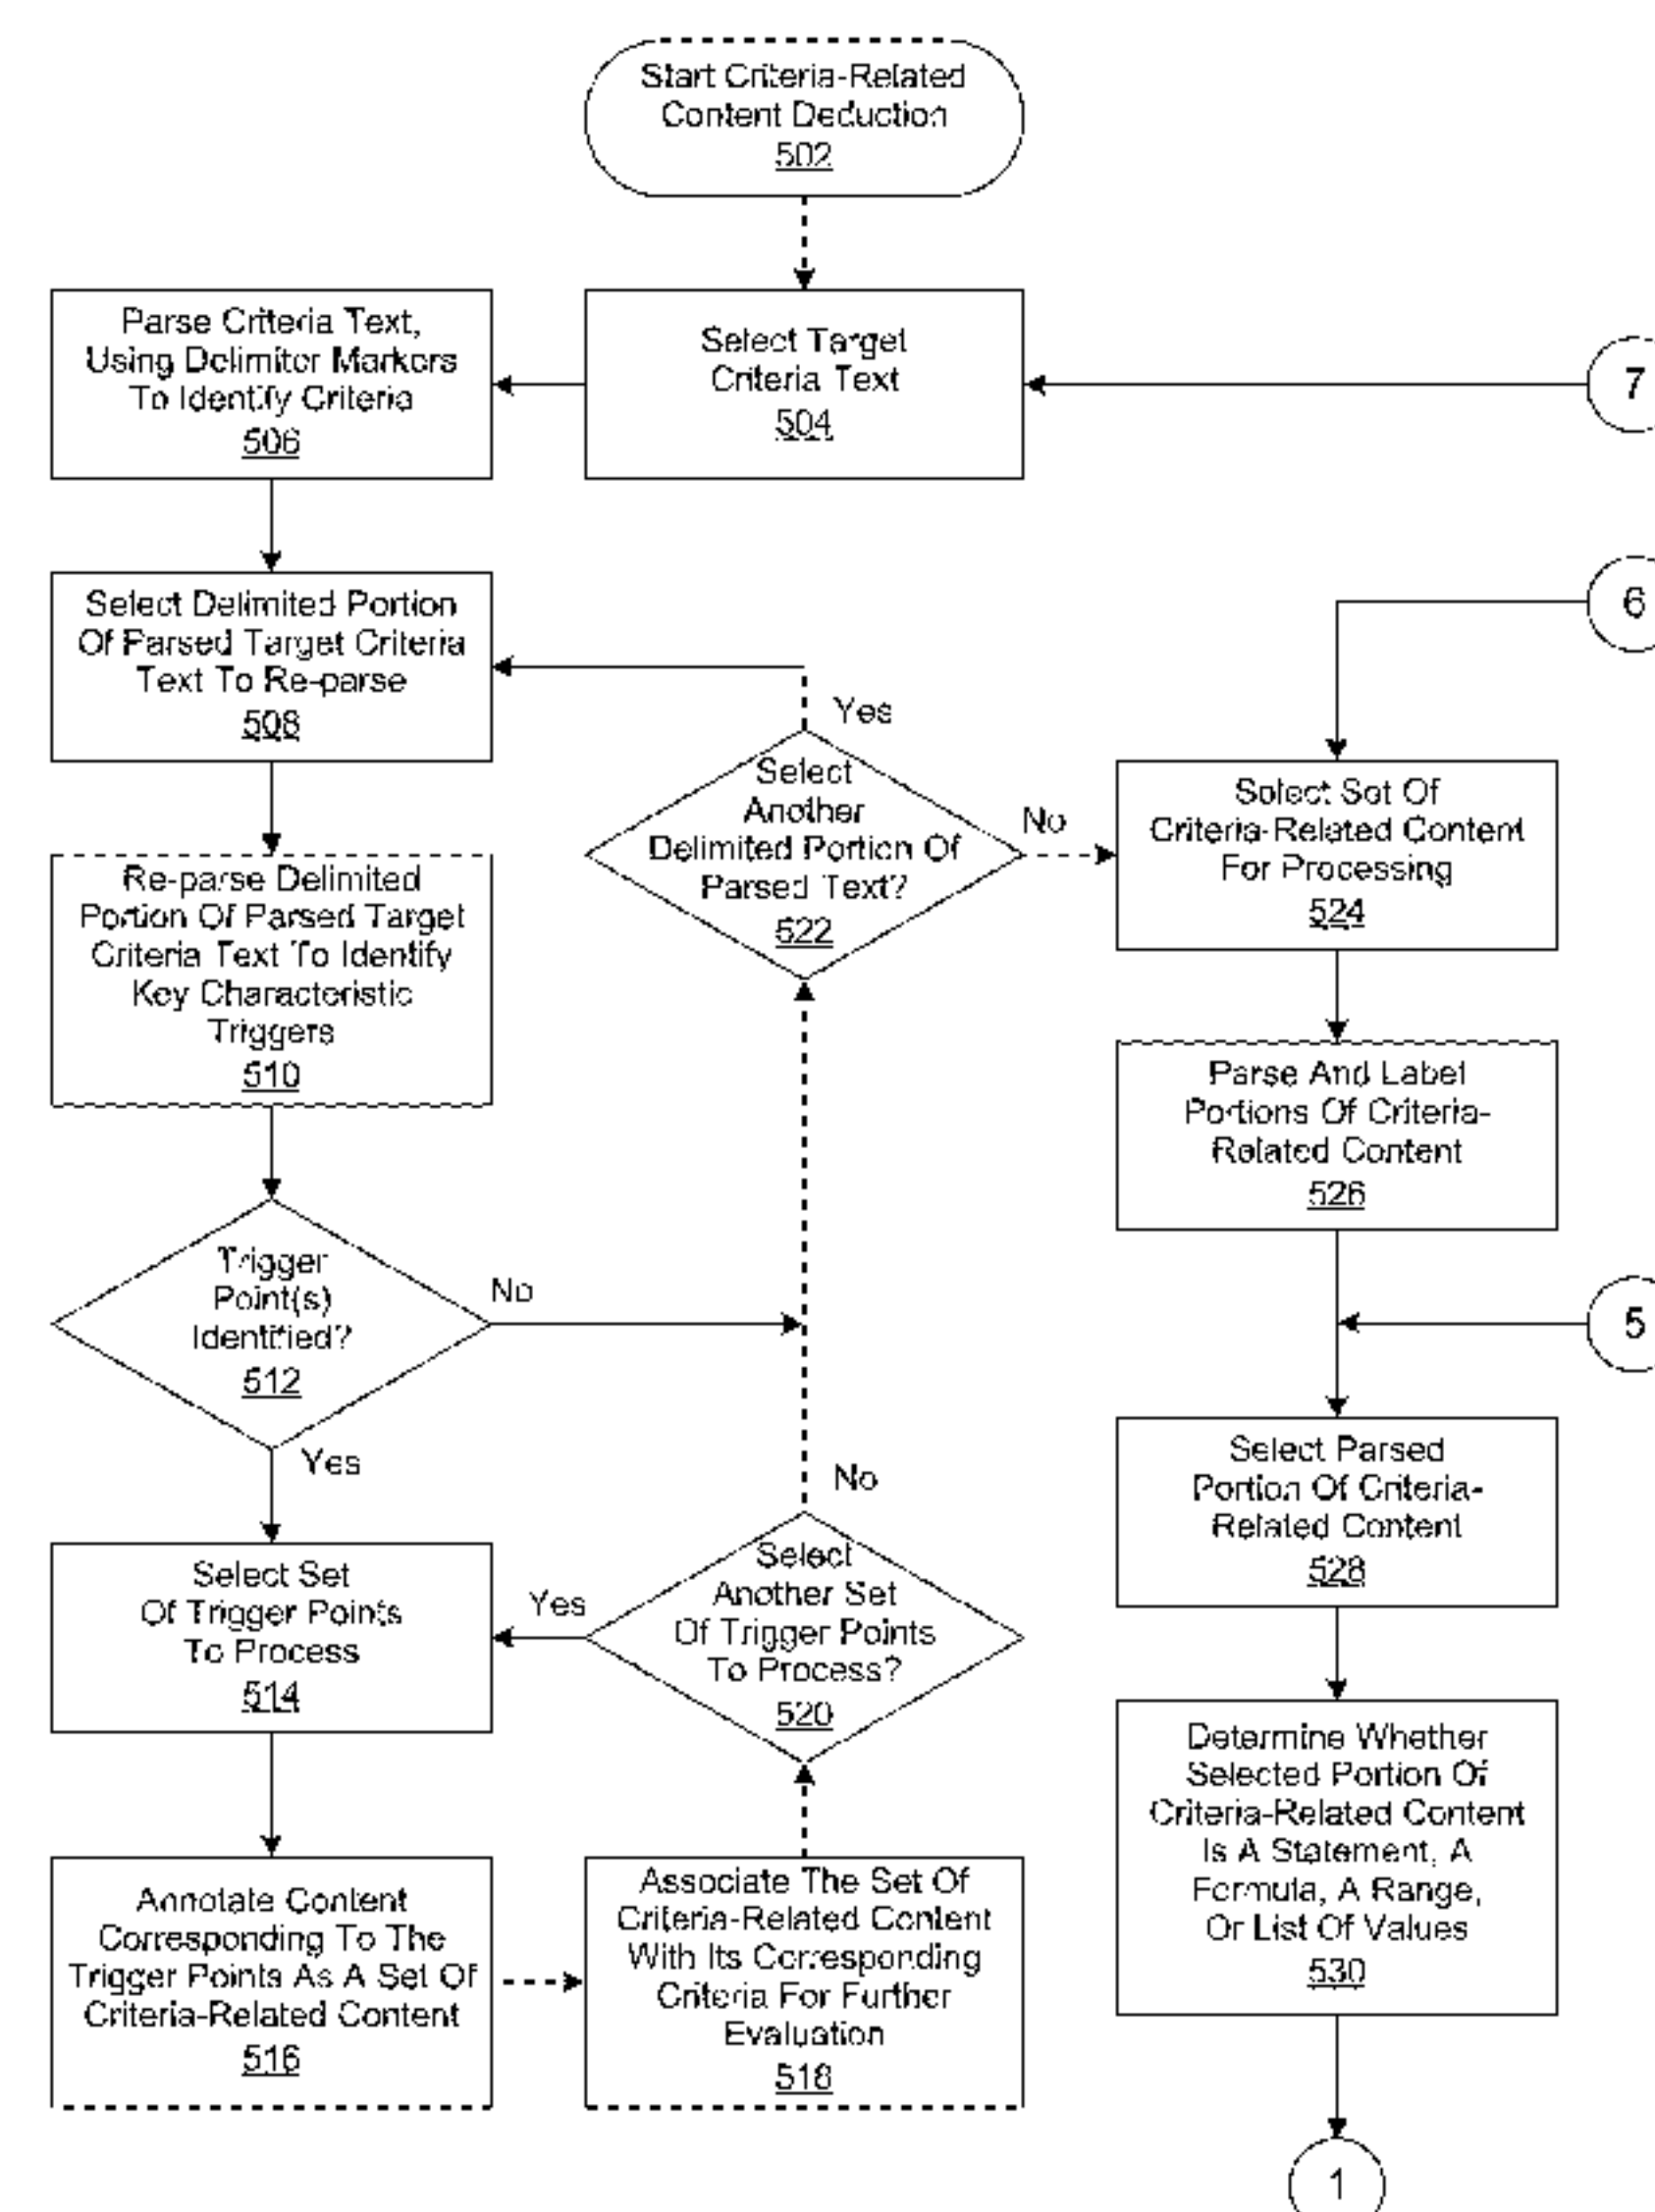 Start Criteria-Related
Content Deduction
502
Select Target
Criteria Text
504
7
Parse Criteria Text,
Using Delimiter Markers
To Identify Criteria
506
Select Delimited Portion
Of Parsed Target Criteria
Text To Re-parse
508
Re-parse Delimited
Portion Of Parsed Target
Criteria Text To Identify
Key Characteristic
Triggers
510
Trigger
Point(s)
Identified?
512
No
Yes
Select Set
Of Trigger Points
To Process
514
Annotate Content
Corresponding To The
Trigger Points As A Set Of
Criteria-Related Content
516
Associate The Set Of
Criteria-Related Content
With Its Corresponding
Criteria For Further
Evaluation
518
Select
Another Set
Of Trigger Points
To Process?
520
Yes
No
Select
Another
Delimited Portion Of
Parsed Text?
522
Yes
No
6
Select Set Of
Criteria-Related Content
For Processing
524
Parse And Label
Portions Of Criteria-
Related Content
526
5
Select Parsed
Portion Of Criteria-
Related Content
528
Determine Whether
Selected Portion Of
Criteria-Related Content
Is A Statement, A
Formula, A Range,
Or List Of Values
530
1